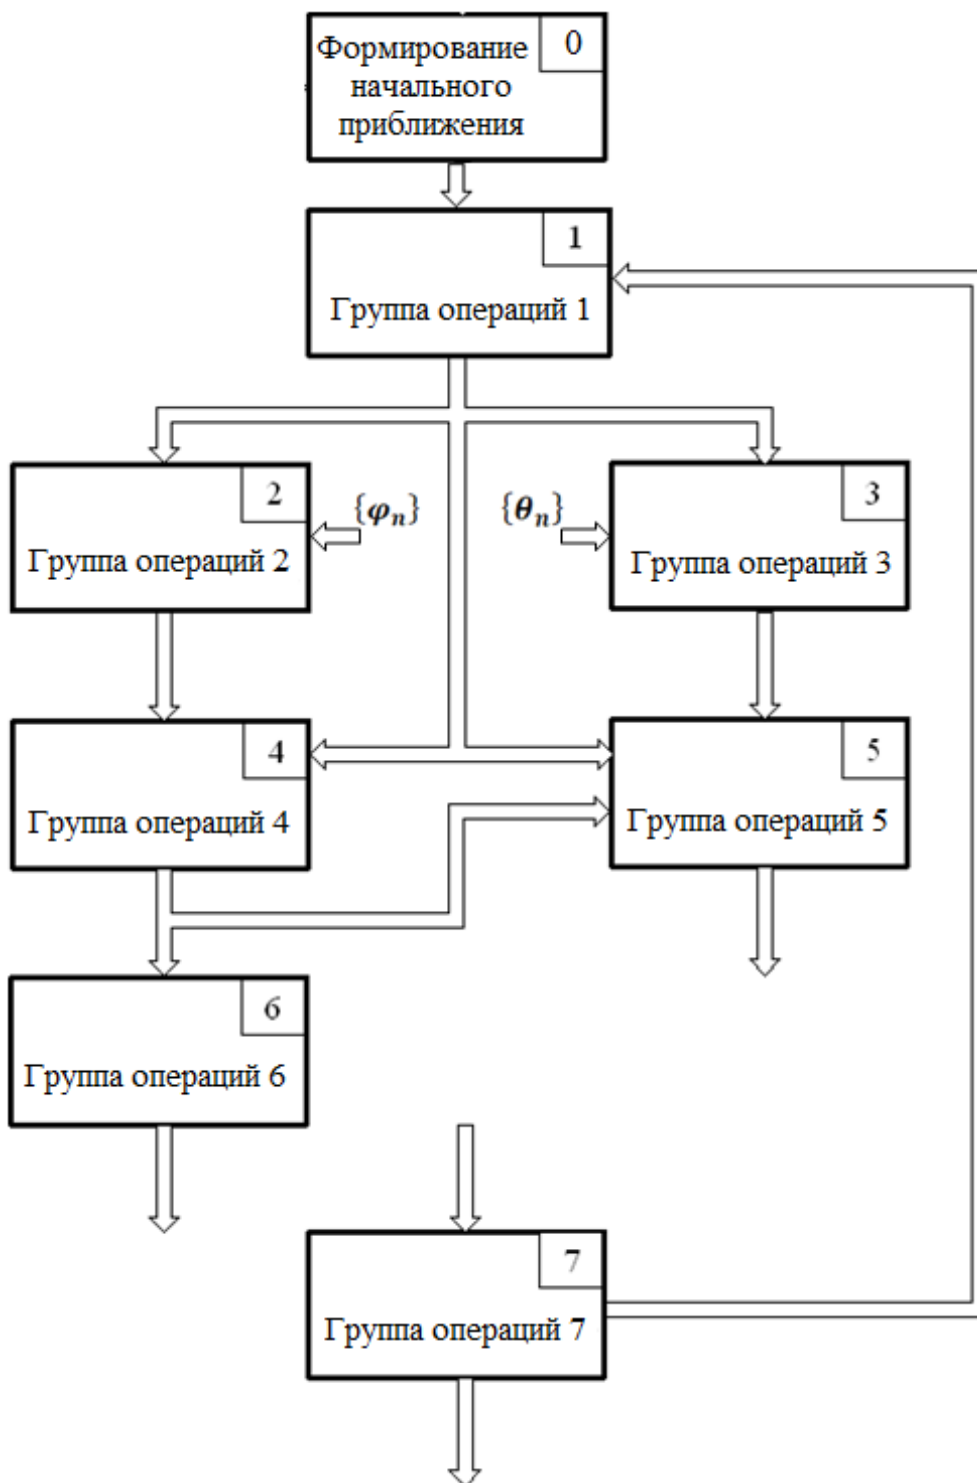 0
Формирование
начального
приближения
1
Группа операций 1
2
Группа операций 2
{φₙ}
{θₙ}
3
Группа операций 3
4
Группа операций 4
5
Группа операций 5
6
Группа операций 6
7
Группа операций 7